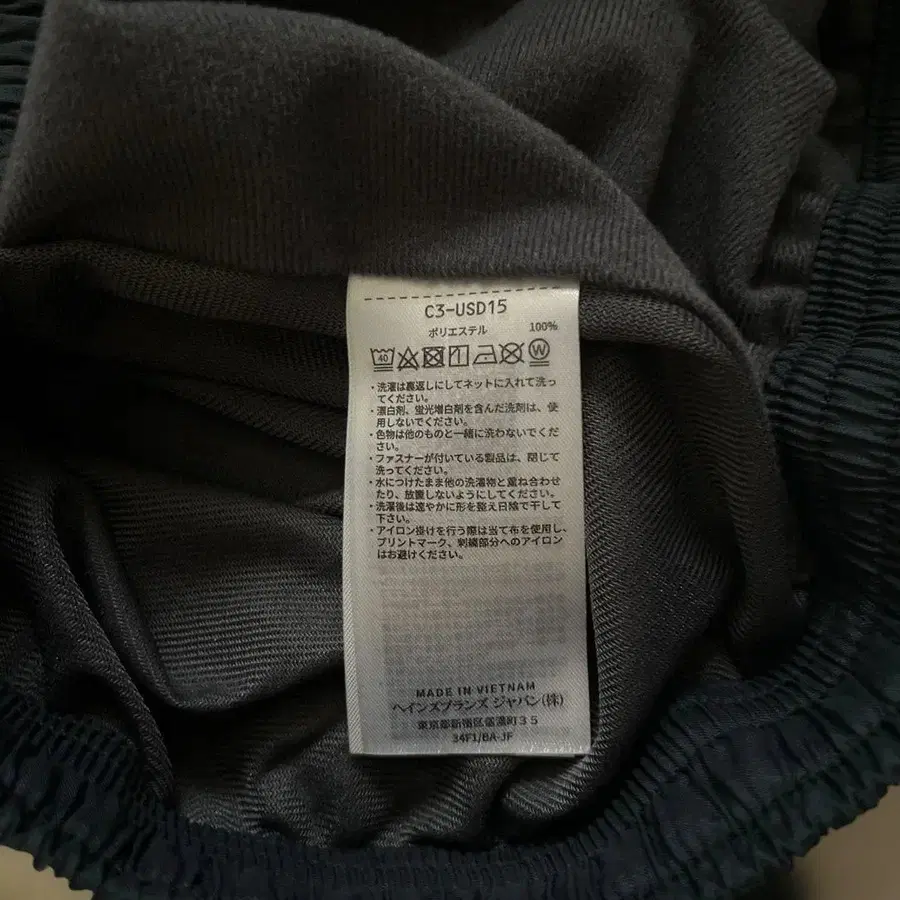 C3-USD15
ポリエステル 100%
40
W
・洗濯は裏返しにしてネットに入れて洗っ
てください。
・漂白剤、蛍光増白剤を含んだ洗剤は、使
用しないでください。
・色物は他のものと一緒に洗わないでくだ
さい。
・ファスナーが付いている製品は、閉じて
洗ってください。
・水につけたまま他の洗濯物と重ね合わせ
たり、放置しないようにしてください。
・洗濯後は速やかに形を整え日陰で干して
下さい。
・アイロン掛けを行う際は当て布を使用し、
プリントマーク、刺繍部分へのアイロン
はお避けください。
MADE IN VIETNAM
ヘインズブランズ ジャパン(株)
東京都新宿区信濃町35
34F1/BA-JF